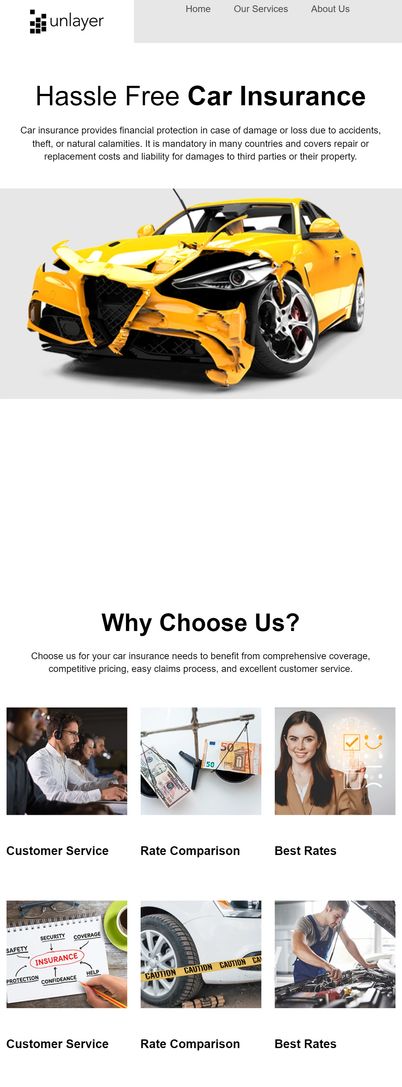 unlayer
Home Our Services About Us
Hassle Free Car Insurance
Car insurance provides financial protection in case of damage or loss due to accidents,
theft, or natural calamities. It is mandatory in many countries and covers repair or
replacement costs and liability for damages to third parties or their property.
Why Choose Us?
Choose us for your car insurance needs to benefit from comprehensive coverage,
competitive pricing, easy claims process, and excellent customer service.
50
50
Customer Service
Rate Comparison
Best Rates
SAFETY
SECURITY
COVERAGE
INSURANCE
PROTECTION
CONFIDEANCE
HELP
CAUTION CAUTION CAUTION
Customer Service
Rate Comparison
Best Rates